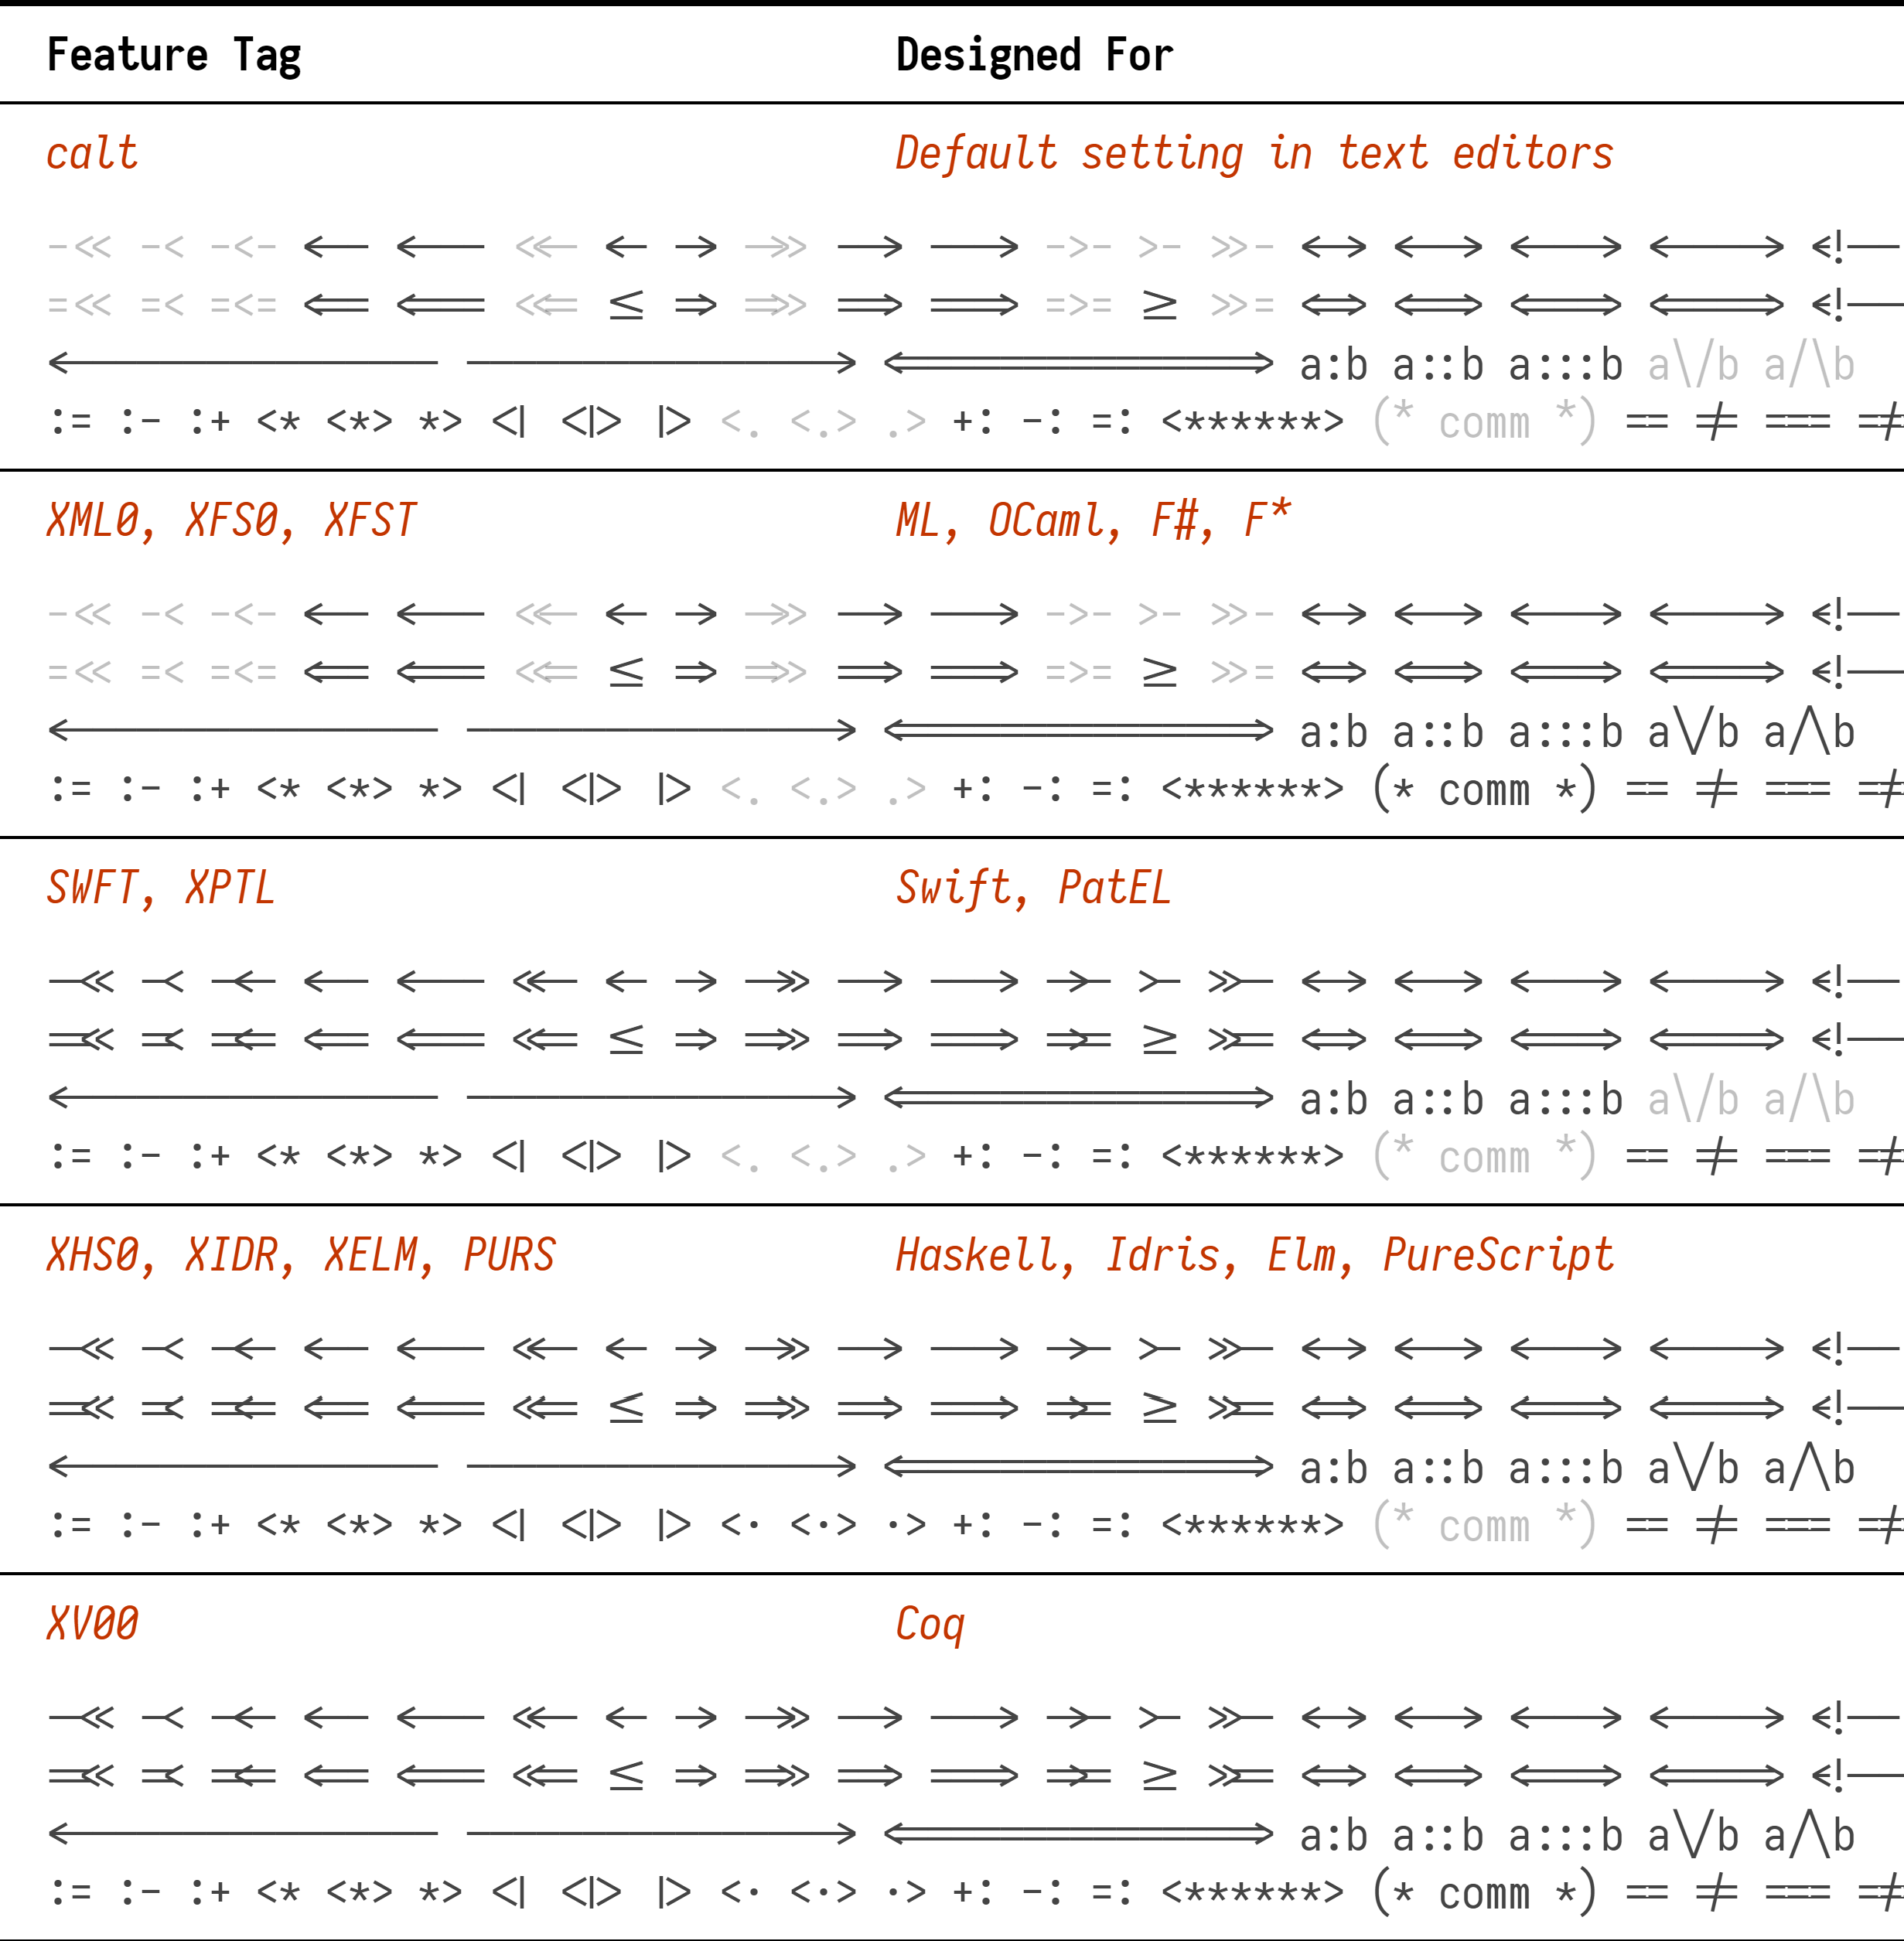 Feature Tag Designed For
calt Default setting in text editors
-<< -< -<- <-- <--- <<- <- -> ->> --> ---> ->- >- >>- <-> <--> <---> <----> <!--
=<< =< =<= <== <=== <<= ≤ => =>> ==> ===> =>= ≥ >>= <=> <==> <===> <====> <!---
<---------------- ----------------> <===============> a:b a::b a:::b a\/b a/\b
:= :- :+ <* <*> *> <| <|> |> <. <.> .> +: -: =: <******> (* comm *) == ≠ ===
XML0, XFS0, XFST ML, OCaml, F#, F*
-<< -< -<- <-- <--- <<- <- -> ->> --> ---> ->- >- >>- <-> <--> <---> <----> <!--
=<< =< =<= <== <=== <<= ≤ => =>> ==> ===> =>= ≥ >>= <=> <==> <===> <====> <!---
<---------------- ----------------> <===============> a:b a::b a:::b a\/b a/\b
:= :- :+ <* <*> *> <| <|> |> <. <.> .> +: -: =: <******> (* comm *) == ≠ ===
SWFT, XPTL Swift, PatEL
-<< -< -<- <-- <--- <<- <- -> ->> --> ---> ->- >- >>- <-> <--> <---> <----> <!--
=<< =< =<= <== <=== <<= ≤ => =>> ==> ===> =>= ≥ >>= <=> <==> <===> <====> <!---
<---------------- ----------------> <===============> a:b a::b a:::b a\/b a/\b
:= :- :+ <* <*> *> <| <|> |> <. <.> .> +: -: =: <******> (* comm *) == ≠ ===
XHS0, XIDR, XELM, PURS Haskell, Idris, Elm, PureScript
-<< -< -<- <-- <--- <<- <- -> ->> --> ---> ->- >- >>- <-> <--> <---> <----> <!--
=<< =< =<= <== <=== <<= ≤ => =>> ==> ===> =>= ≥ >>= <=> <==> <===> <====> <!---
<---------------- ----------------> <===============> a:b a::b a:::b a\/b a/\b
:= :- :+ <* <*> *> <| <|> |> <· <·> ·> +: -: =: <******> (* comm *) == ≠ ===
XV00 Coq
-<< -< -<- <-- <--- <<- <- -> ->> --> ---> ->- >- >>- <-> <--> <---> <----> <!--
=<< =< =<= <== <=== <<= ≤ => =>> ==> ===> =>= ≥ >>= <=> <==> <===> <====> <!---
<---------------- ----------------> <===============> a:b a::b a:::b a\/b a/\b
:= :- :+ <* <*> *> <| <|> |> <· <·> ·> +: -: =: <******> (* comm *) == ≠ ===